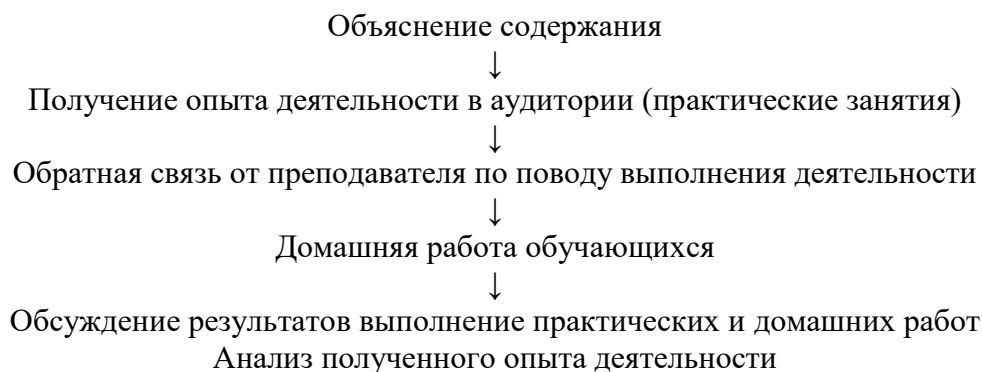 Объяснение содержания
↓
Получение опыта деятельности в аудитории (практические занятия)
↓
Обратная связь от преподавателя по поводу выполнения деятельности
↓
Домашняя работа обучающихся
↓
Обсуждение результатов выполнение практических и домашних работ
Анализ полученного опыта деятельности